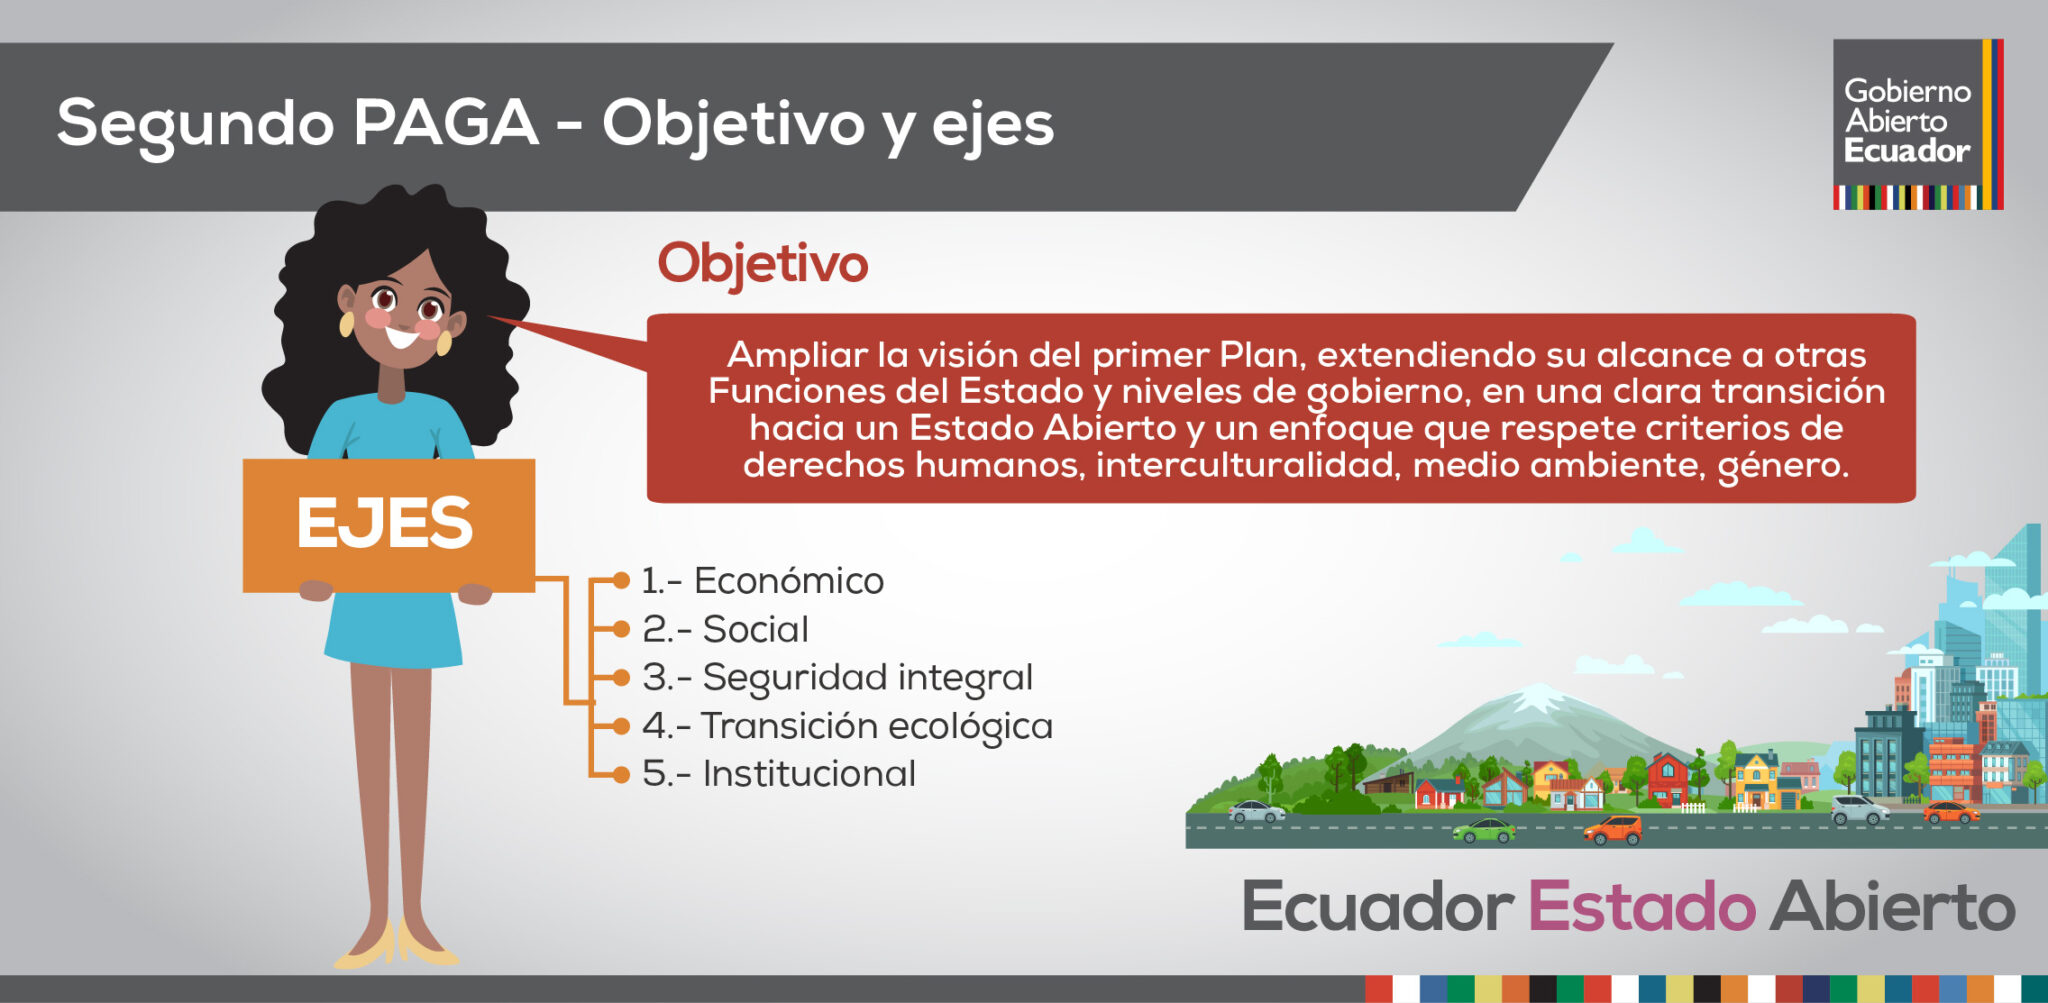 Segundo PAGA - Objetivo y ejes
Gobierno
Abierto
Ecuador
Objetivo
Ampliar la visión del primer Plan, extendiendo su alcance a otras
Funciones del Estado y niveles de gobierno, en una clara transición
hacia un Estado Abierto y un enfoque que respete criterios de
derechos humanos, interculturalidad, medio ambiente, género.
EJES
1.- Económico
2.- Social
3.- Seguridad integral
4.- Transición ecológica
5.- Institucional
Ecuador Estado Abierto